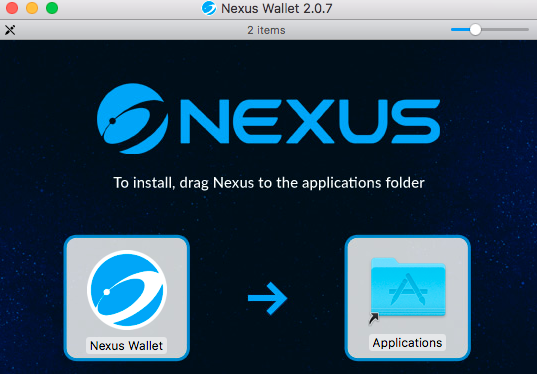 Nexus Wallet 2.0.7
2 items
NEXUS
To install, drag Nexus to the applications folder
Nexus Wallet
Applications